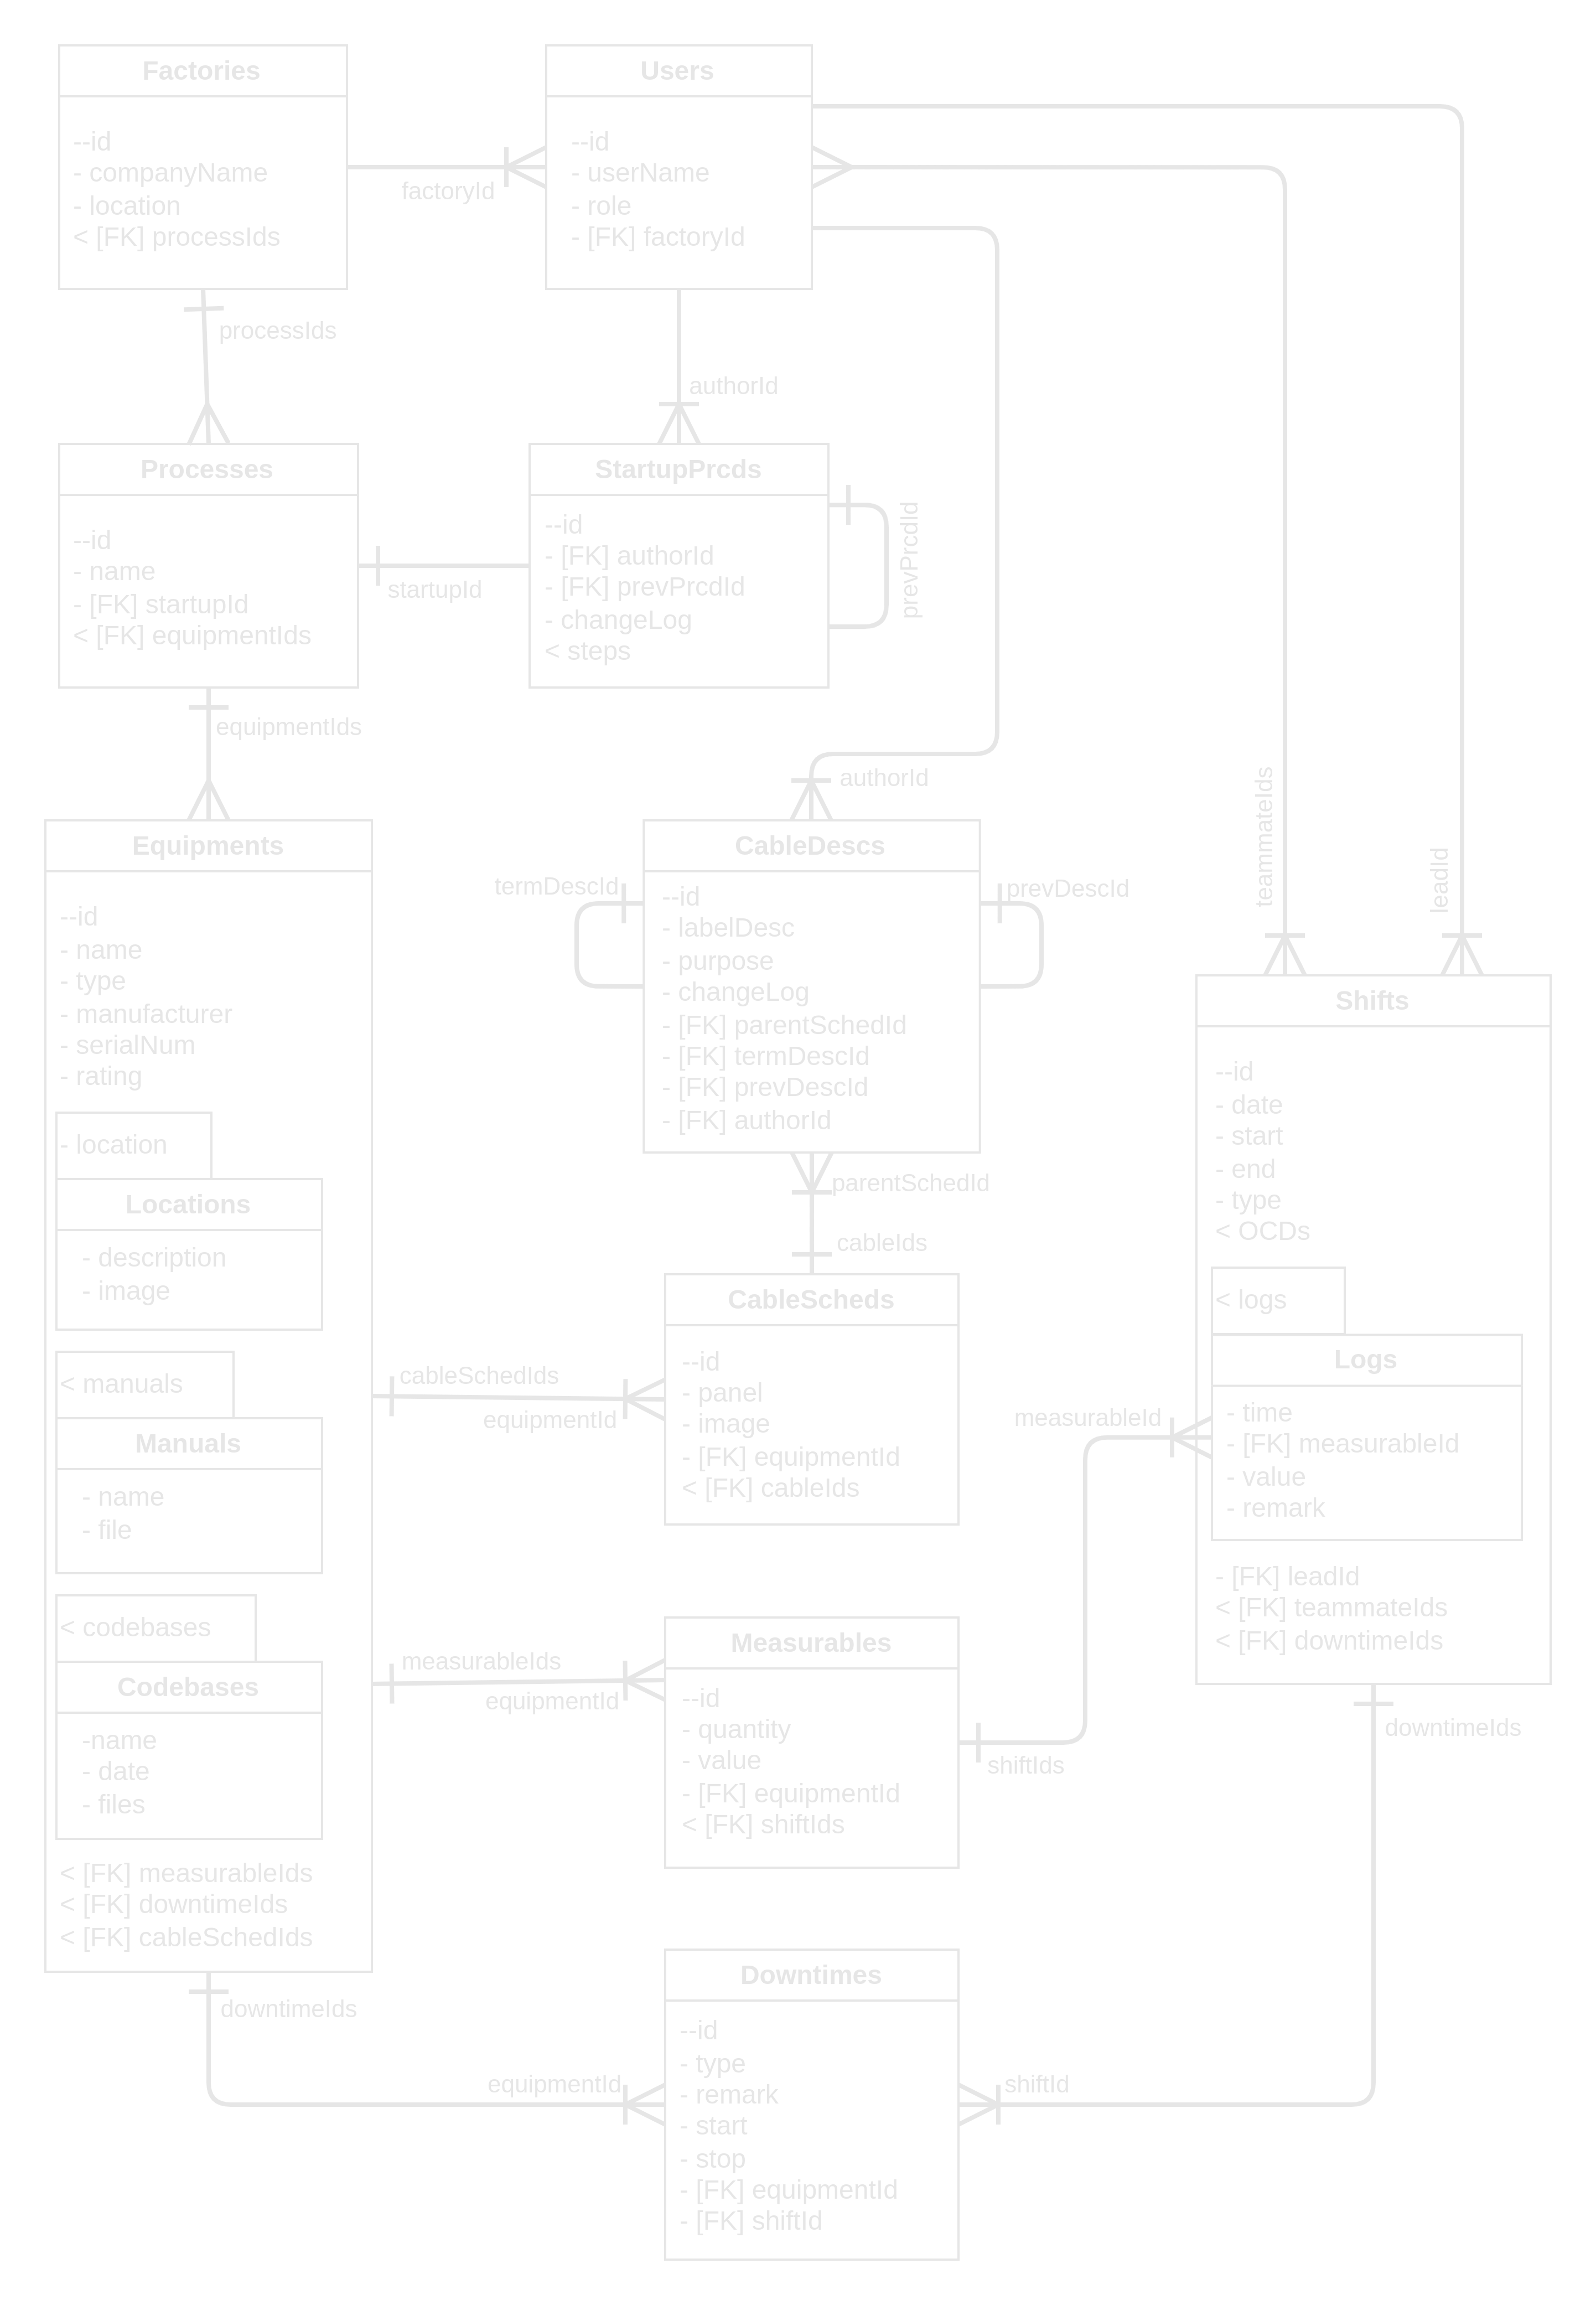 Factories
--id
- companyName
- location
< [FK] processIds
factoryId
Users
--id
- userName
- role
- [FK] factoryId
processIds
authorId
Processes
--id
- name
- [FK] startupId
< [FK] equipmentIds
startupId
StartupPrcds
--id
- [FK] authorId
- [FK] prevPrcdId
- changeLog
< steps
prevPrcdId
equipmentIds
authorId
teammateIds
leadId
Equipments
--id
- name
- type
- manufacturer
- serialNum
- rating
- location
Locations
- description
- image
< manuals
Manuals
- name
- file
< codebases
Codebases
-name
- date
- files
< [FK] measurableIds
< [FK] downtimeIds
< [FK] cableSchedIds
termDescId
CableDescs
--id
- labelDesc
- purpose
- changeLog
- [FK] parentSchedId
- [FK] termDescId
- [FK] prevDescId
- [FK] authorId
prevDescId
parentSchedId
cableIds
cableSchedIds
equipmentId
CableScheds
--id
- panel
- image
- [FK] equipmentId
< [FK] cableIds
Shifts
--id
- date
- start
- end
- type
< OCDs
< logs
Logs
- time
- [FK] measurableId
- value
- remark
- [FK] leadId
< [FK] teammateIds
< [FK] downtimeIds
measurableId
measurableIds
equipmentId
Measurables
--id
- quantity
- value
- [FK] equipmentId
< [FK] shiftIds
shiftIds
downtimeIds
downtimeIds
equipmentId
Downtimes
--id
- type
- remark
- start
- stop
- [FK] equipmentId
- [FK] shiftId
shiftId